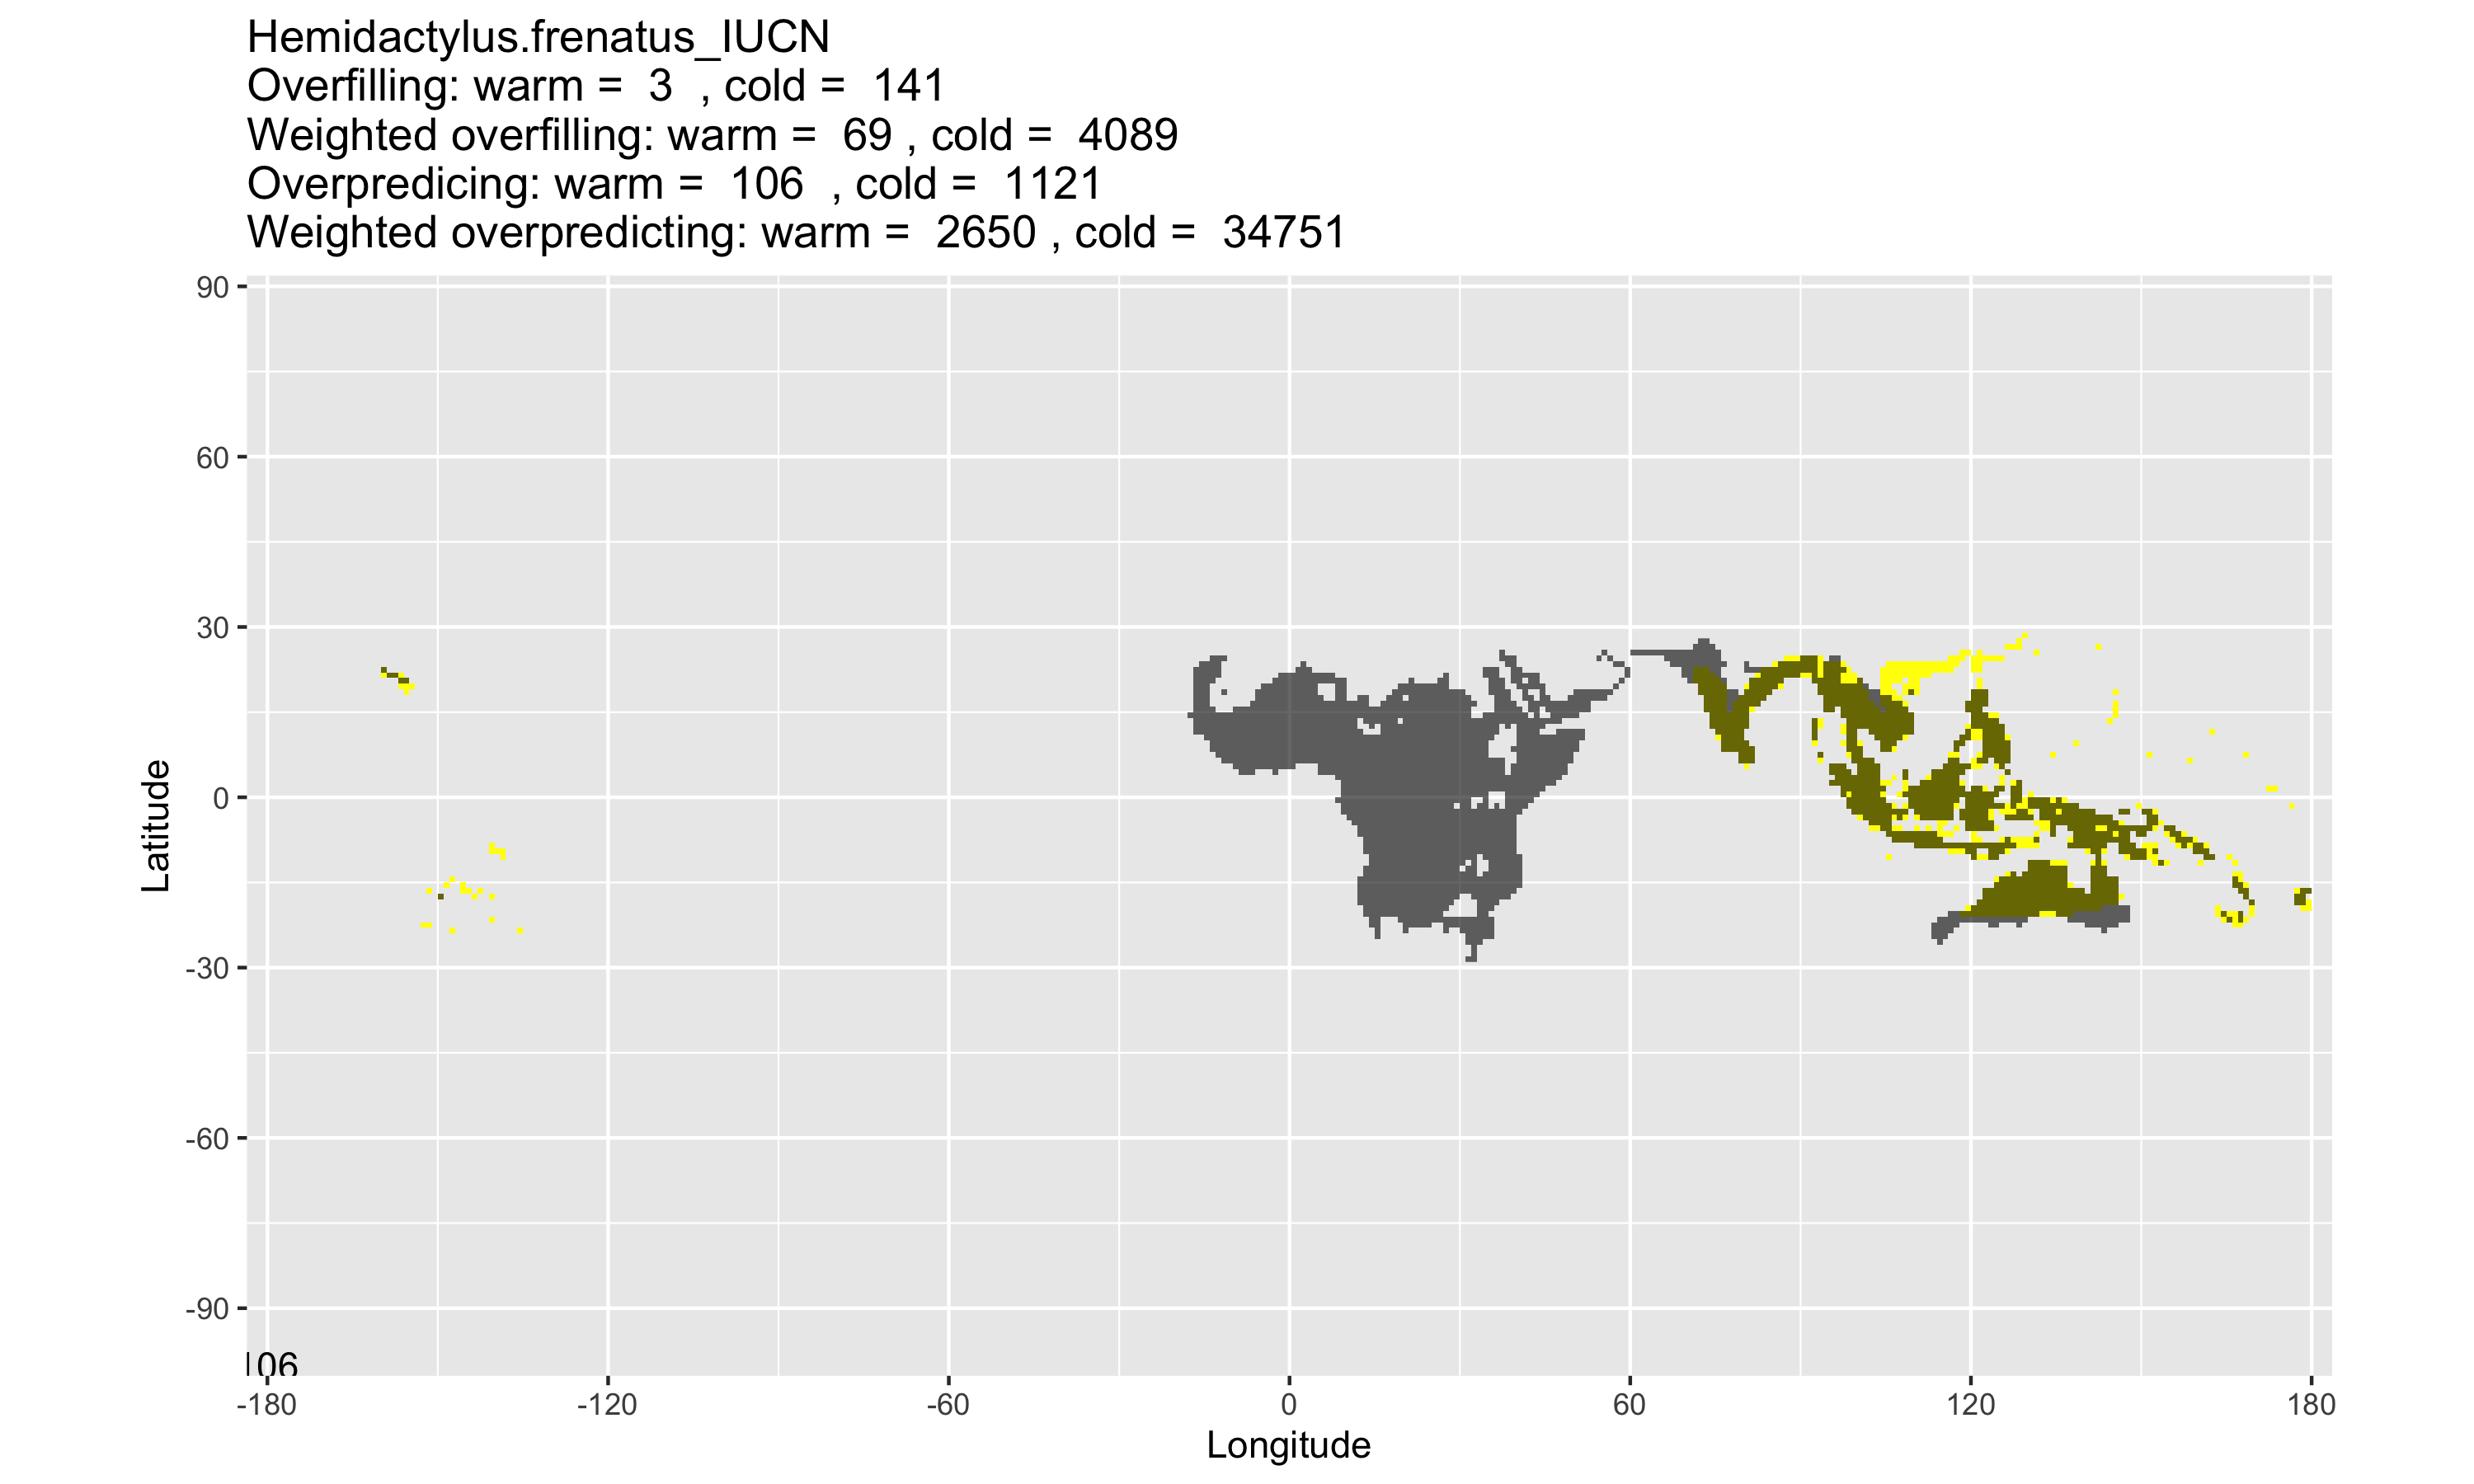 Hemidactylus.frenatus_IUCN
Overfilling: warm =  3  , cold =  141
Weighted overfilling: warm =  69 , cold =  4089
Overpredicing: warm =  106  , cold =  1121
Weighted overpredicting: warm =  2650 , cold =  34751
90
60
30
0
-30
-60
-90
Latitude
06
-180
-120
-60
0
60
120
180
Longitude